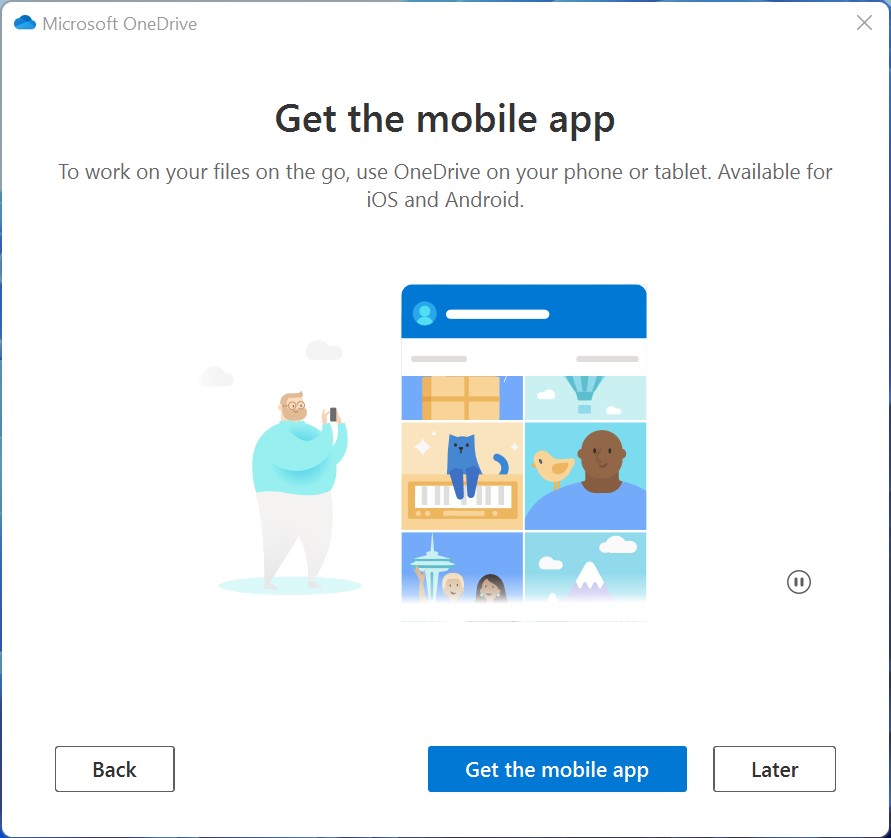 Microsoft OneDrive
Get the mobile app
To work on your files on the go, use OneDrive on your phone or tablet. Available for
iOS and Android.
Back
Get the mobile app
Later